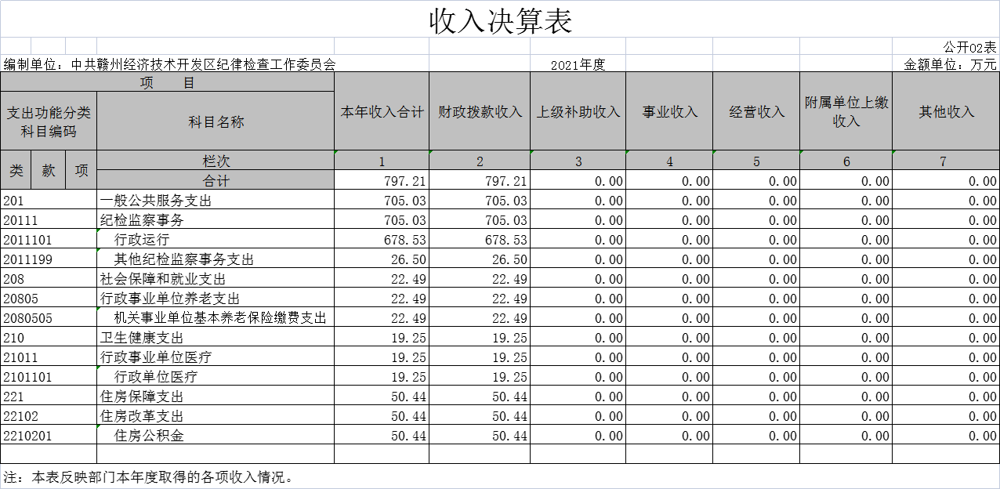 收入决算表
公开02表
编制单位：中共赣州经济技术开发区纪律检查工作委员会 2021年度 金额单位：万元
项 目 本年收入合计 财政拨款收入 上级补助收入 事业收入 经营收入 附属单位上缴收入 其他收入
支出功能分类科目编码 科目名称
类 款 项 栏次 1 2 3 4 5 6 7
合计 797.21 797.21 0.00 0.00 0.00 0.00 0.00
201 一般公共服务支出 705.03 705.03 0.00 0.00 0.00 0.00 0.00
20111 纪检监察事务 705.03 705.03 0.00 0.00 0.00 0.00 0.00
2011101 行政运行 678.53 678.53 0.00 0.00 0.00 0.00 0.00
2011199 其他纪检监察事务支出 26.50 26.50 0.00 0.00 0.00 0.00 0.00
208 社会保障和就业支出 22.49 22.49 0.00 0.00 0.00 0.00 0.00
20805 行政事业单位养老支出 22.49 22.49 0.00 0.00 0.00 0.00 0.00
2080505 机关事业单位基本养老保险缴费支出 22.49 22.49 0.00 0.00 0.00 0.00 0.00
210 卫生健康支出 19.25 19.25 0.00 0.00 0.00 0.00 0.00
21011 行政事业单位医疗 19.25 19.25 0.00 0.00 0.00 0.00 0.00
2101101 行政单位医疗 19.25 19.25 0.00 0.00 0.00 0.00 0.00
221 住房保障支出 50.44 50.44 0.00 0.00 0.00 0.00 0.00
22102 住房改革支出 50.44 50.44 0.00 0.00 0.00 0.00 0.00
2210201 住房公积金 50.44 50.44 0.00 0.00 0.00 0.00 0.00
注：本表反映部门本年度取得的各项收入情况。